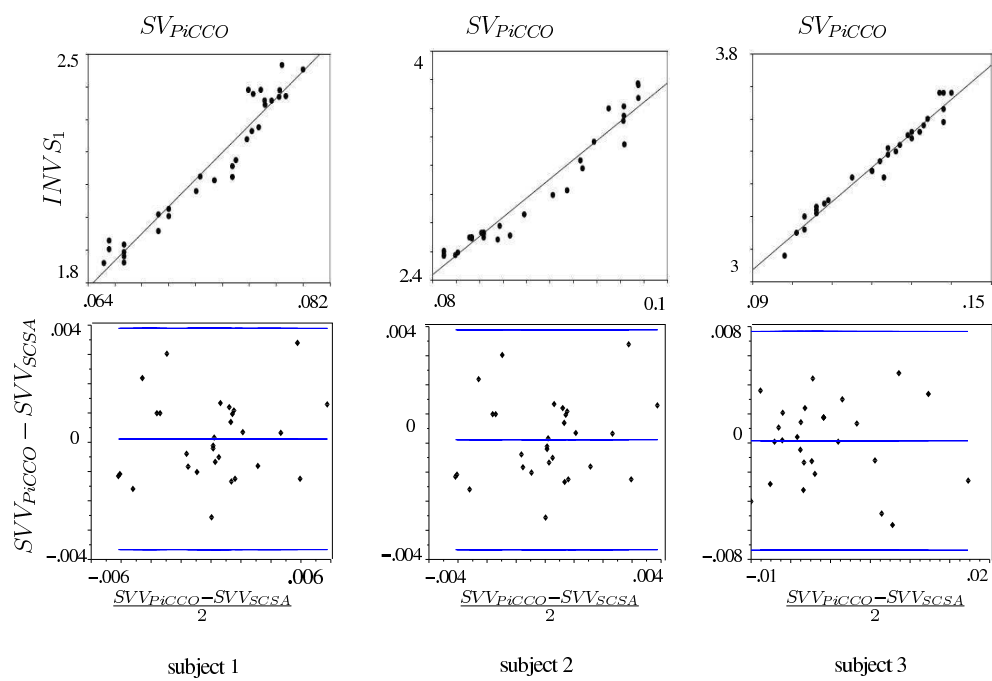 SV_{PiCCO} SV_{PiCCO} SV_{PiCCO}
2.5 4 3.8
INVS_1
1.8 2.4 3
.064 .082 .08 0.1 .09 .15
SVV_{PiCCO} − SVV_{SCSA}
.004 .004 .008
0 0 0
−.004 −.004 −.008
−.006 .006 −.004 .004 −.01 .02
\frac{SVV_{PiCCO}−SVV_{SCSA}}{2} \frac{SVV_{PiCCO}−SVV_{SCSA}}{2} \frac{SVV_{PiCCO}−SVV_{SCSA}}{2}
subject 1 subject 2 subject 3